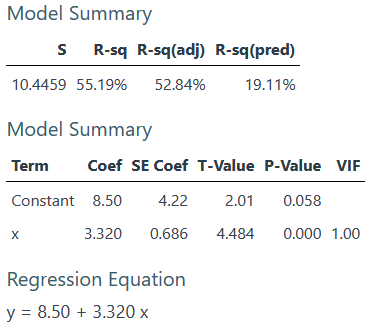 Model Summary
S R-sq R-sq(adj) R-sq(pred)
10.4459 55.19% 52.84% 19.11%
Model Summary
Term Coef SE Coef T-Value P-Value VIF
Constant 8.50 4.22 2.01 0.058
x 3.320 0.686 4.484 0.000 1.00
Regression Equation
y = 8.50 + 3.320 x